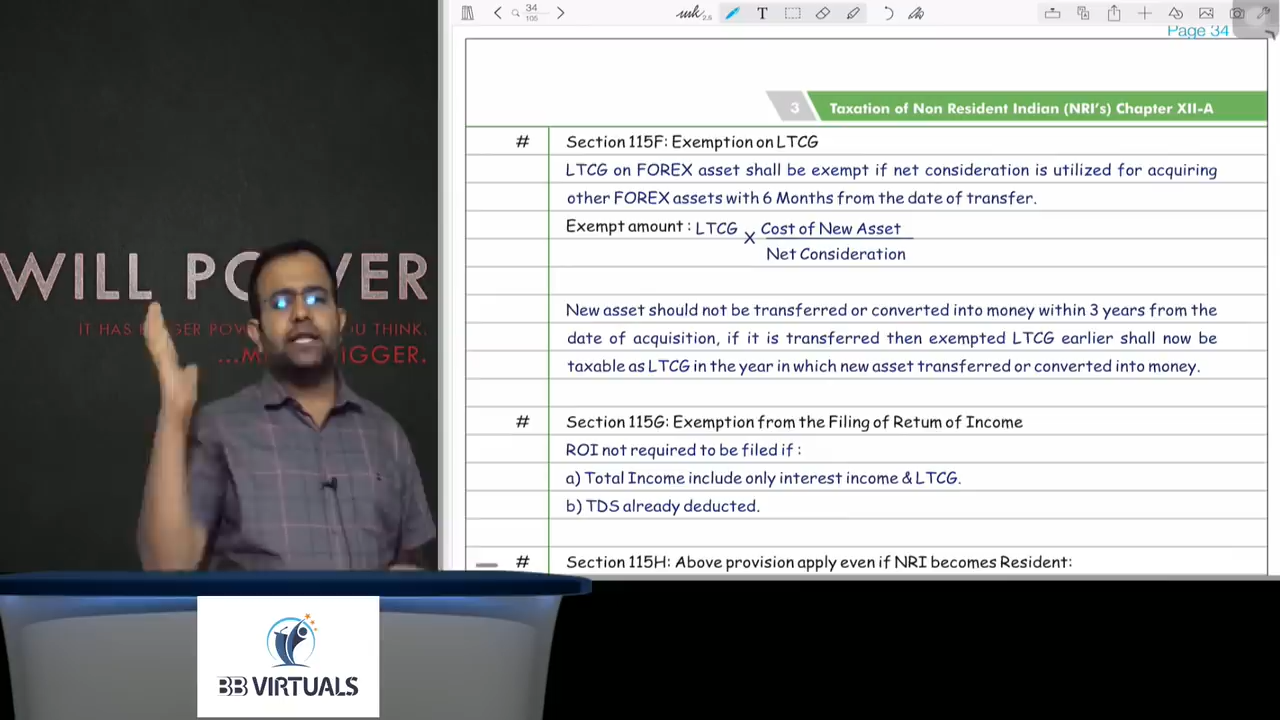 34
105
T
Page 34
3 Taxation of Non Resident Indian (NRI's) Chapter XII-A
# Section 115F: Exemption on LTCG
LTCG on FOREX asset shall be exempt if net consideration is utilized for acquiring
other FOREX assets with 6 Months from the date of transfer.
Exempt amount : LTCG X Cost of New Asset
Net Consideration
New asset should not be transferred or converted into money within 3 years from the
date of acquisition, if it is transferred then exempted LTCG earlier shall now be
taxable as LTCG in the year in which new asset transferred or converted into money.
# Section 115G: Exemption from the Filing of Retum of Income
ROI not required to be filed if :
a) Total Income include only interest income & LTCG.
b) TDS already deducted.
# Section 115H: Above provision apply even if NRI becomes Resident:
WILL
IT HAS THINK.
BB VIRTUALS